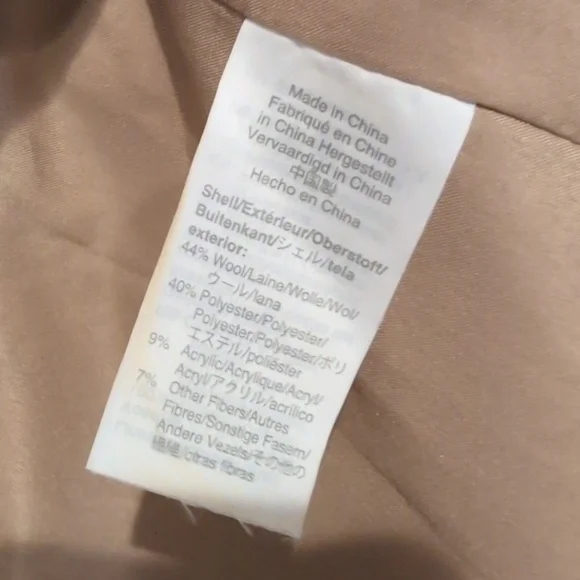 Made in China
Fabriqué en Chine
in China Hergestellt
Vervaardigd in China
中国製
Hecho en China
Shell/Extérieur/Oberstoff/
Buitenkant/シェル/tela
exterior:
44% Wool/Laine/Wolle/Wol/
ウール/lana
40% Polyester/Polyester/
Polyester/Polyester/ポリ
エステル/poliéster
9% Acrylic/Acrylique/Acryl/
Acryl/アクリル/acrílico
7% Other Fibers/Autres
Fibres/Sonstige Fasern/
Andere Vezels/その他の
繊維/otras fibras